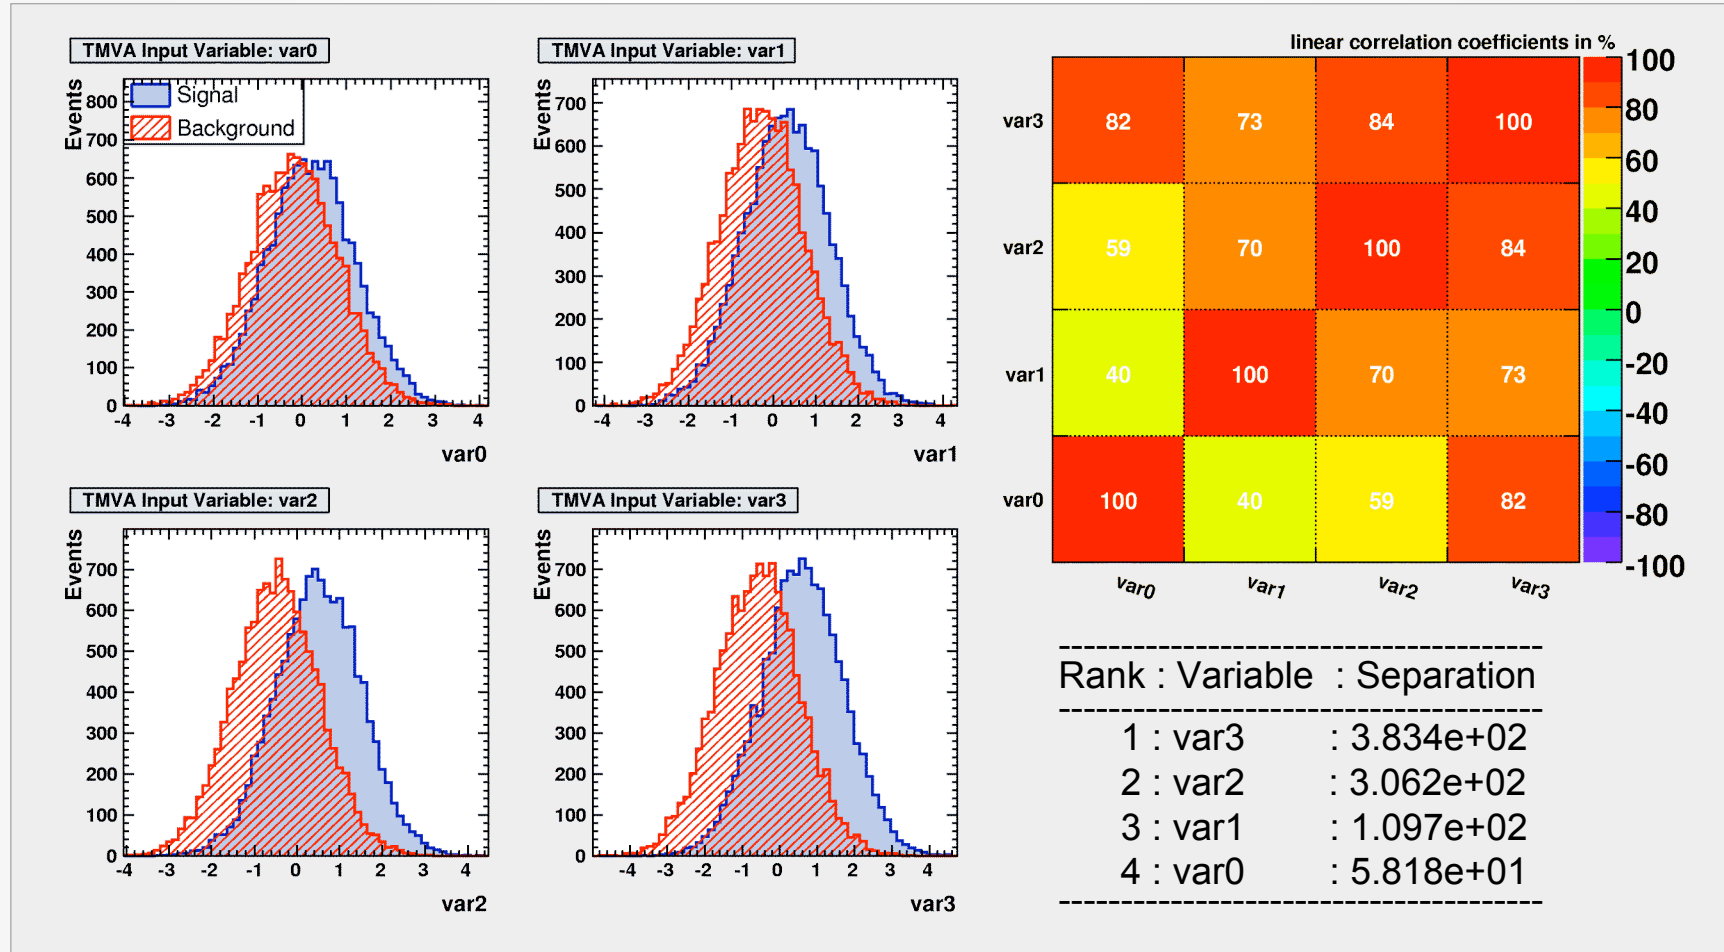 TMVA Input Variable: var0
Events
800
700
600
500
400
300
200
100
0
Signal
Background
-4 -3 -2 -1 0 1 2 3 4
var0
TMVA Input Variable: var1
Events
700
600
500
400
300
200
100
0
-4 -3 -2 -1 0 1 2 3 4
var1
TMVA Input Variable: var2
Events
700
600
500
400
300
200
100
0
-4 -3 -2 -1 0 1 2 3 4
var2
TMVA Input Variable: var3
Events
700
600
500
400
300
200
100
0
-4 -3 -2 -1 0 1 2 3 4
var3
linear correlation coefficients in %
var3 82 73 84 100
var2 59 70 100 84
var1 40 100 70 73
var0 100 40 59 82
var0 var1 var2 var3
100
80
60
40
20
0
-20
-40
-60
-80
-100
---------------------------------------
Rank : Variable : Separation
---------------------------------------
1 : var3 : 3.834e+02
2 : var2 : 3.062e+02
3 : var1 : 1.097e+02
4 : var0 : 5.818e+01
---------------------------------------